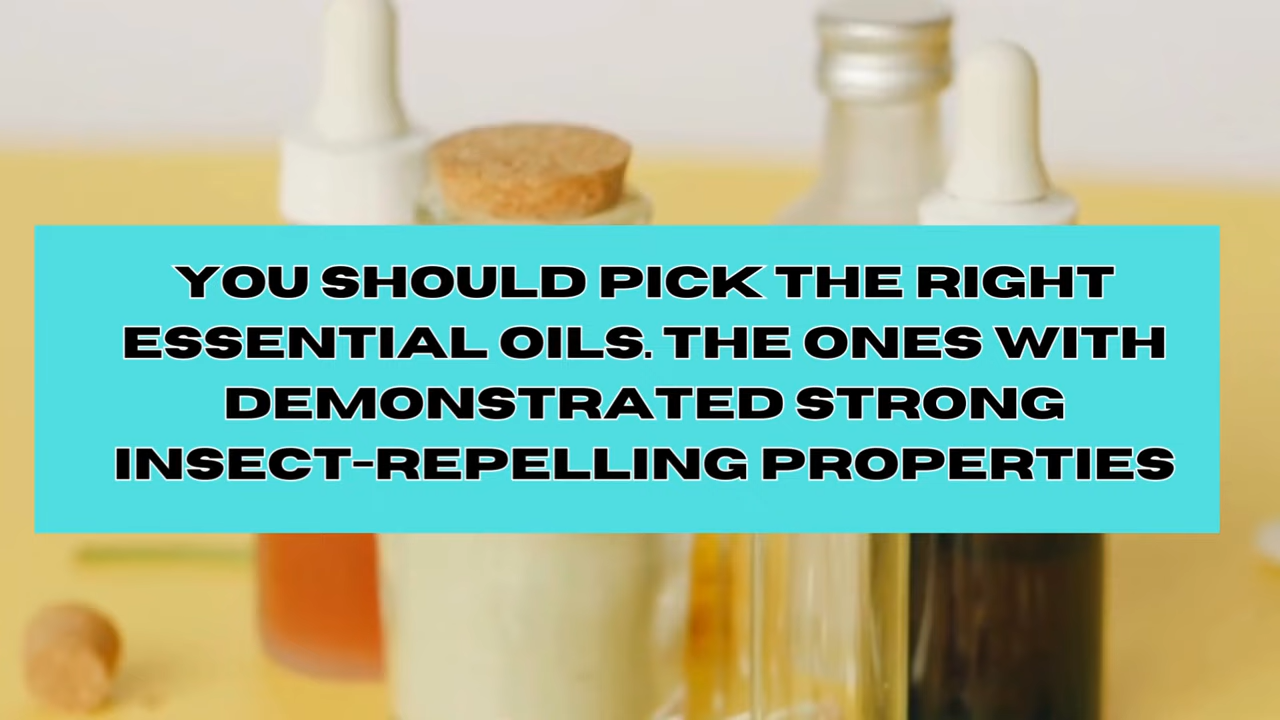 YOU SHOULD PICK THE RIGHT
ESSENTIAL OILS. THE ONES WITH
DEMONSTRATED STRONG
INSECT-REPELLING PROPERTIES